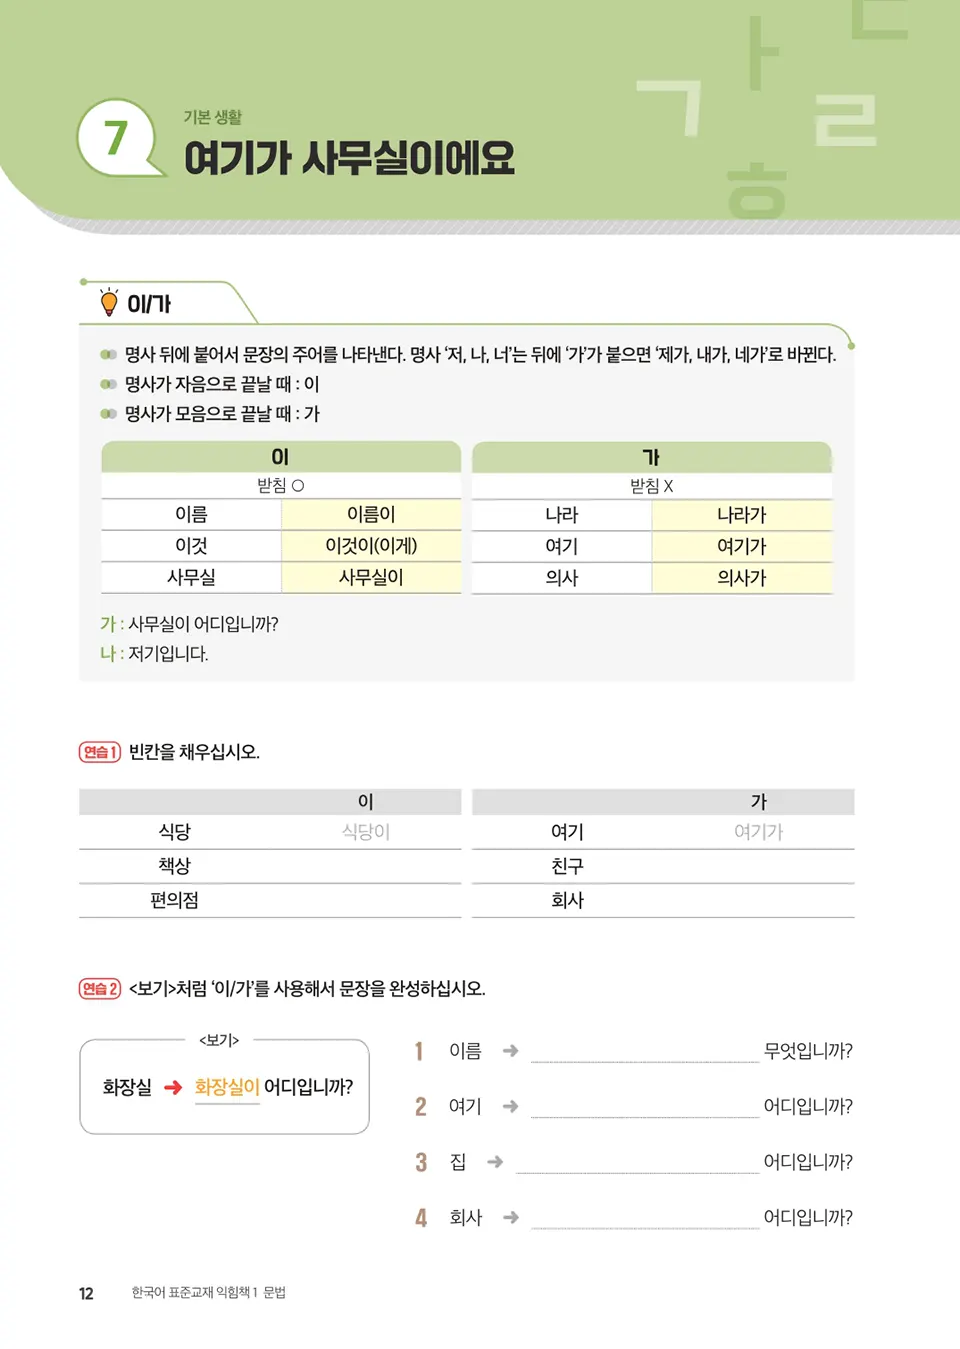 7
기본 생활
여기가 사무실이에요
이/가
명사 뒤에 붙어서 문장의 주어를 나타낸다. 명사 ‘저, 나, 너’는 뒤에 ‘가’가 붙으면 ‘제가, 내가, 네가’로 바뀐다.
명사가 자음으로 끝날 때 : 이
명사가 모음으로 끝날 때 : 가
이
받침 ○
이름 이름이
이것 이것이(이게)
사무실 사무실이
가
받침 X
나라 나라가
여기 여기가
의사 의사가
가 : 사무실이 어디입니까?
나 : 저기입니다.
연습 1 빈칸을 채우십시오.
이
식당 식당이
책상
편의점
가
여기 여기가
친구
회사
연습 2 <보기>처럼 ‘이/가’를 사용해서 문장을 완성하십시오.
<보기>
화장실 ➜ 화장실이 어디입니까?
1 이름 ➜ 무엇입니까?
2 여기 ➜ 어디입니까?
3 집 ➜ 어디입니까?
4 회사 ➜ 어디입니까?
12 한국어 표준교재 익힘책 1 문법
ㄱ
ㅏ
ㄹ
ㅎ